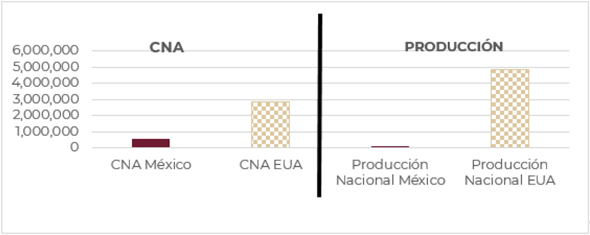 CNA
PRODUCCIÓN
6,000,000
5,000,000
4,000,000
3,000,000
2,000,000
1,000,000
0
CNA México
CNA EUA
Producción
Nacional México
Producción
Nacional EUA